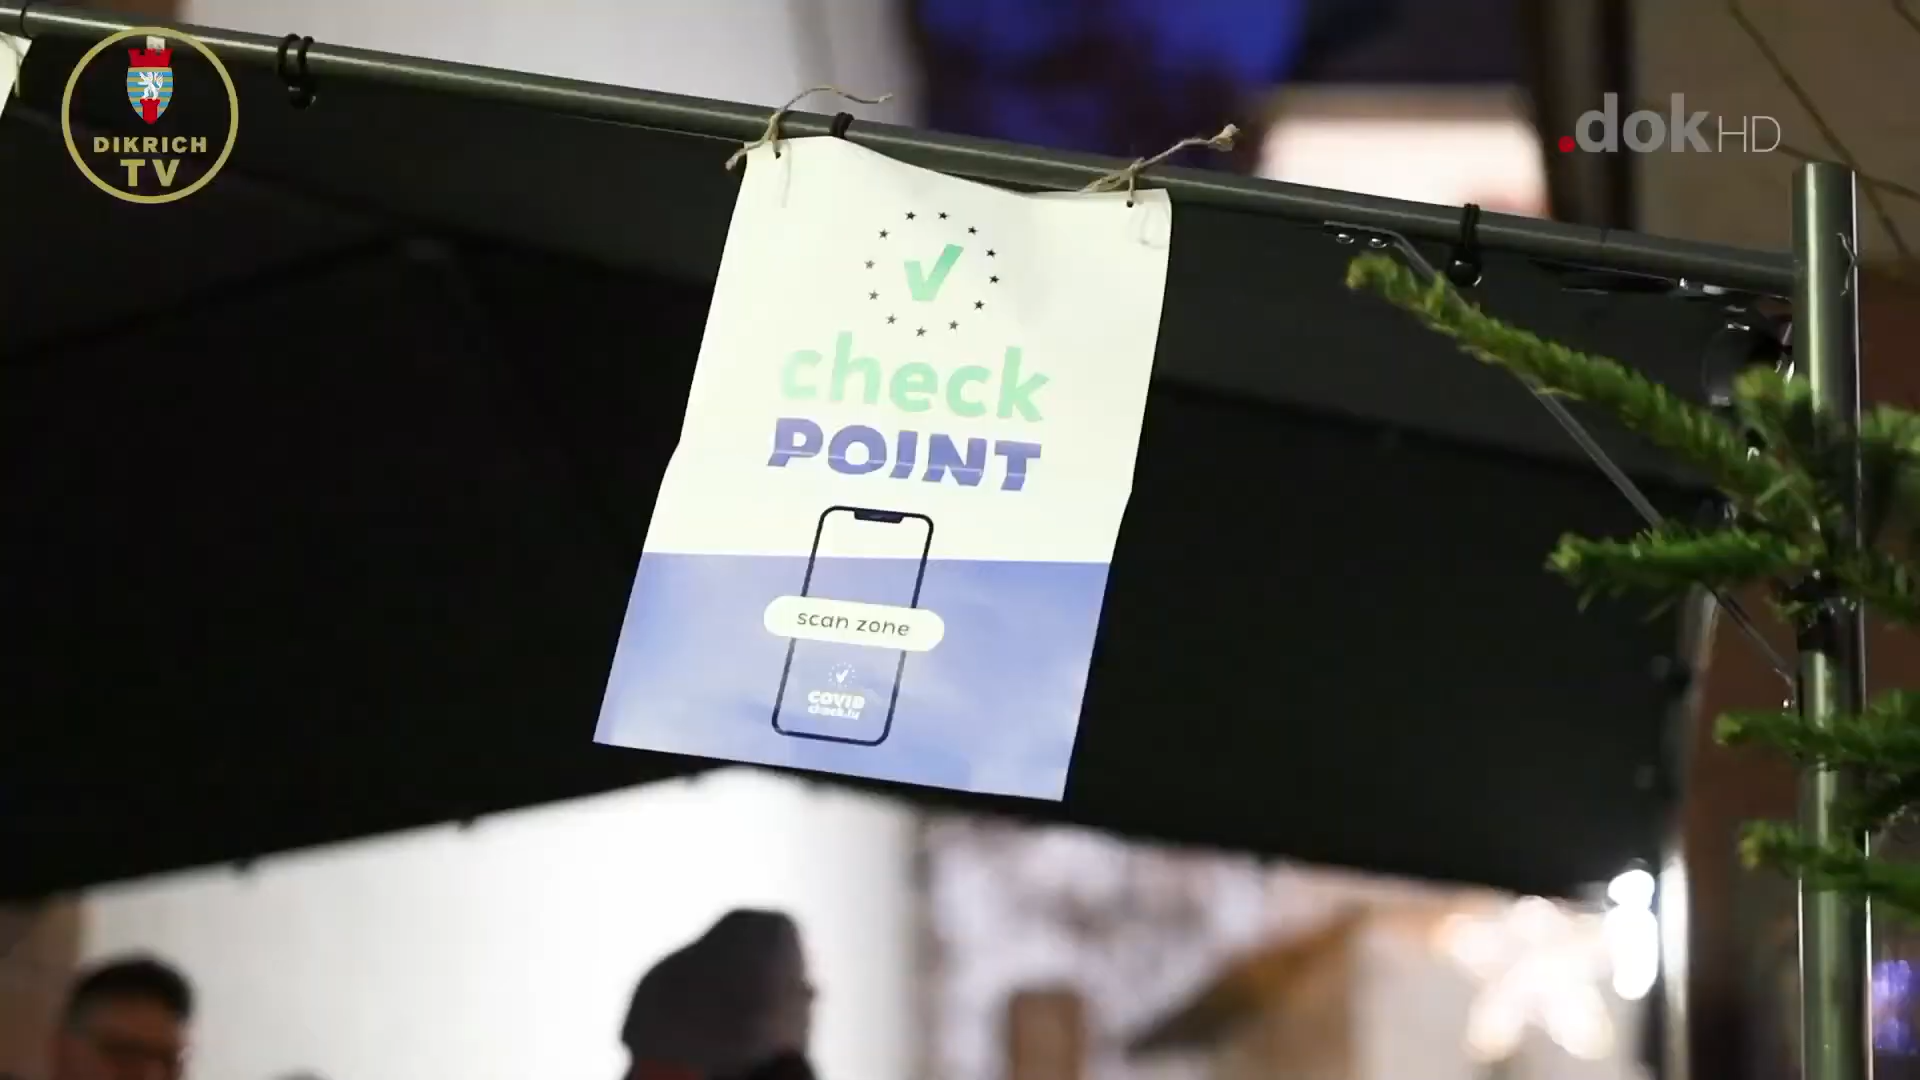 DIKRICH
TV
.dokHD
check
POINT
scan zone
COVID
check.lu